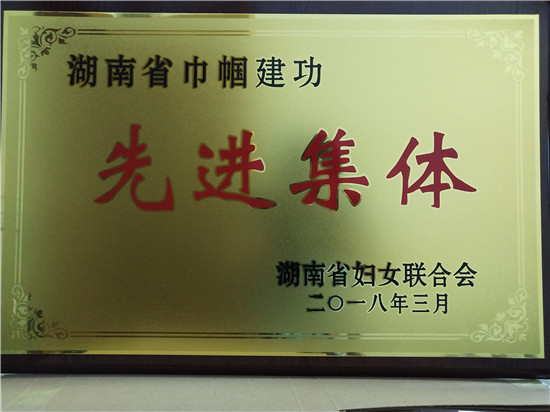 湖南省巾帼建功
先进集体
湖南省妇女联合会
二〇一八年三月